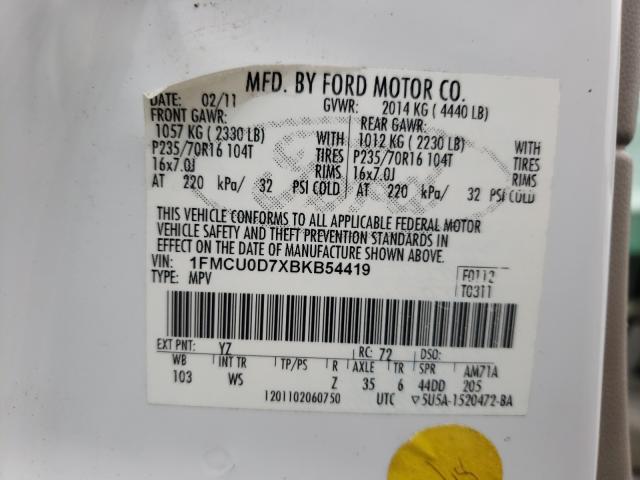 MFD. BY FORD MOTOR CO.
DATE: 02/11 GVWR: 2014 KG ( 4440 LB)
FRONT GAWR: REAR GAWR:
1057 KG ( 2330 LB) WITH 1012 KG ( 2230 LB) WITH
P235/70R16 104T TIRES P235/70R16 104T TIRES
16x7.0J RIMS 16x7.0J RIMS
AT 220 kPa/ 32 PSI COLD AT 220 kPa/ 32 PSI COLD
THIS VEHICLE CONFORMS TO ALL APPLICABLE FEDERAL MOTOR
VEHICLE SAFETY AND THEFT PREVENTION STANDARDS IN
EFFECT ON THE DATE OF MANUFACTURE SHOWN ABOVE.
VIN: 1FMCU0D7XBKB54419 F0112
TYPE: MPV T0311
EXT PNT: YZ RC: 72 DSO:
WB INT TR TP/PS R AXLE TR SPR AM71A
103 WS Z 35 6 44DD 205
1201102060750 UTC ▽5U5A-1520472-BA